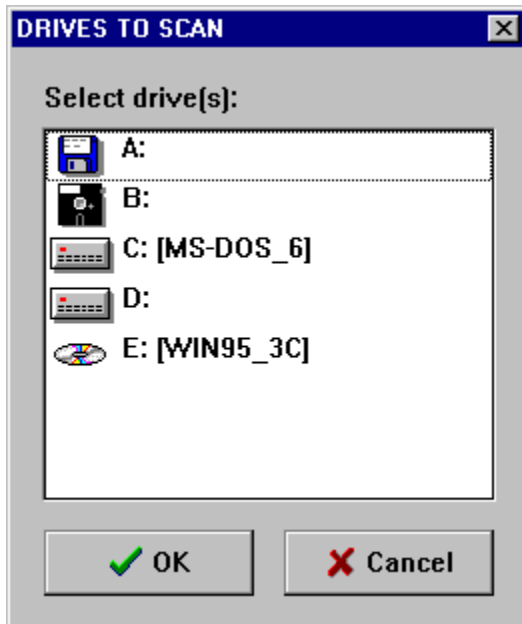 DRIVES TO SCAN
Select drive(s):
A:
B:
C: [MS-DOS_6]
D:
E: [WIN95_3C]
OK
Cancel